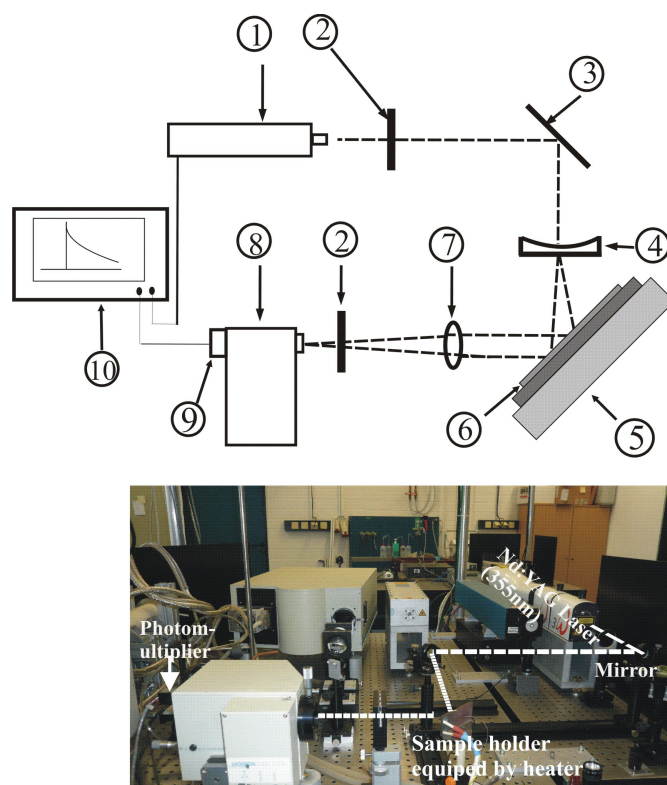 1
2
3
4
8
2
7
10
9
6
5
Nd:YAG Laser
(355nm)
Photom-
ultiplier
Mirror
Sample holder
equiped by heater